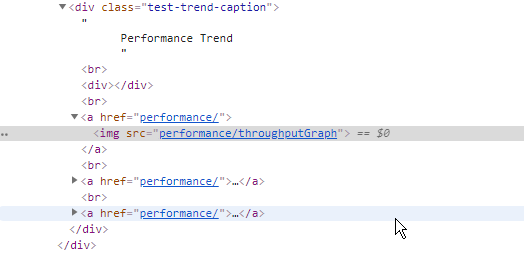 ▼<div class="test-trend-caption">
"
Performance Trend
"
<br>
<div></div>
<br>
▼<a href="performance/">
<img src="performance/throughputGraph"> == $0
</a>
<br>
▶<a href="performance/">…</a>
<br>
▶<a href="performance/">…</a>
</div>
</div>